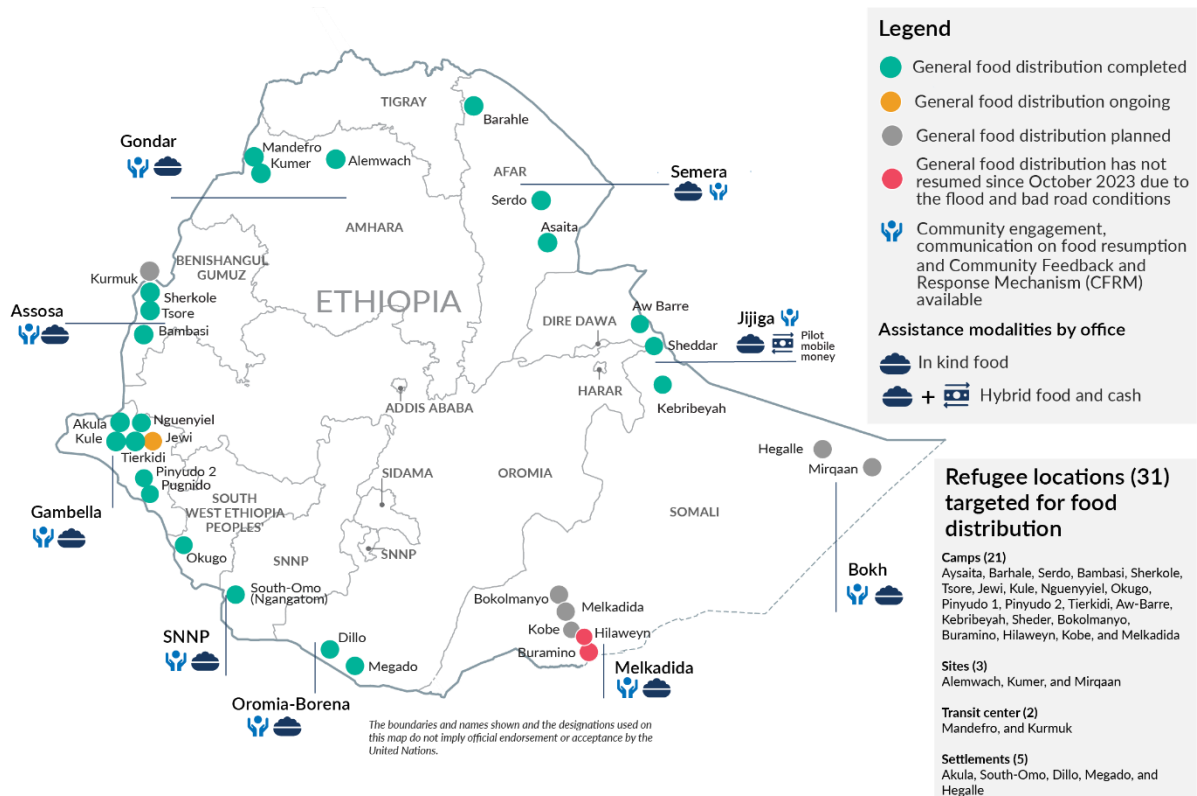 TIGRAY
Barahle
Gondar
Mandefro
Kumer
Alemwach
AFAR
Semera
Serdo
Asaita
AMHARA
BENISHANGUL
GUMUZ
Kurmuk
Sherkole
Tsore
Assosa
Bambasi
ETHIOPIA
Aw Barre
DIRE DAWA
Sheddar
Jijiga
Pilot
mobile
money
HARAR
Kebribeyah
ADDIS ABABA
Akula
Nguenyiel
Kule
Jewi
Tierkidi
Pinyudo 2
Pugnido
Gambella
SOUTH
WEST ETHIOPIA
PEOPLES'
SIDAMA
OROMIA
Hegalle
Mirqaan
SOMALI
Okugo
SNNP
SNNP
South-Omo
(Ngangatom)
Bokolmanyo
Melkadida
Kobe
Hilaweyn
Buramino
Bokh
SNNP
Dillo
Megado
Melkadida
Oromia-Borena
The boundaries and names shown and the designations used on
this map do not imply official endorsement or acceptance by the
United Nations.
Legend
General food distribution completed
General food distribution ongoing
General food distribution planned
General food distribution has not
resumed since October 2023 due to
the flood and bad road conditions
Community engagement,
communication on food resumption
and Community Feedback and
Response Mechanism (CFRM)
available
Assistance modalities by office
In kind food
+ Hybrid food and cash
Refugee locations (31)
targeted for food
distribution
Camps (21)
Aysaita, Barhale, Serdo, Bambasi, Sherkole,
Tsore, Jewi, Kule, Nguenyyiel, Okugo,
Pinyudo 1, Pinyudo 2, Tierkidi, Aw-Barre,
Kebribeyah, Sheder, Bokolmanyo,
Buramino, Hilaweyn, Kobe, and Melkadida
Sites (3)
Alemwach, Kumer, and Mirqaan
Transit center (2)
Mandefro, and Kurmuk
Settlements (5)
Akula, South-Omo, Dillo, Megado, and
Hegalle